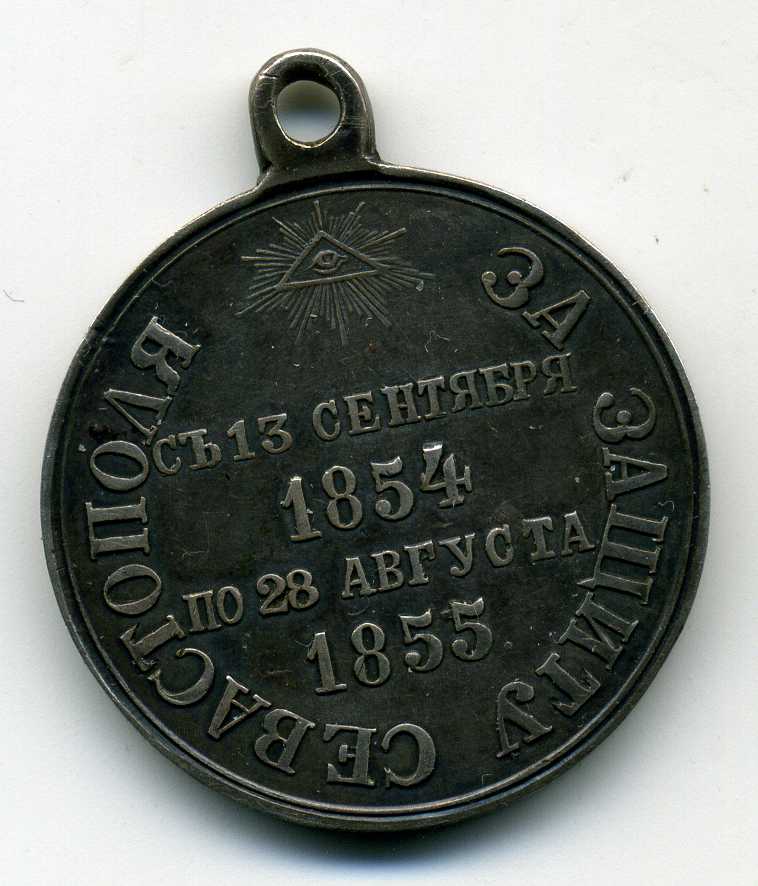 ЗА ЗАЩИТУ СЕВАСТОПОЛЯ
СЪ 13 СЕНТЯБРЯ
1854
ПО 28 АВГУСТА
1855